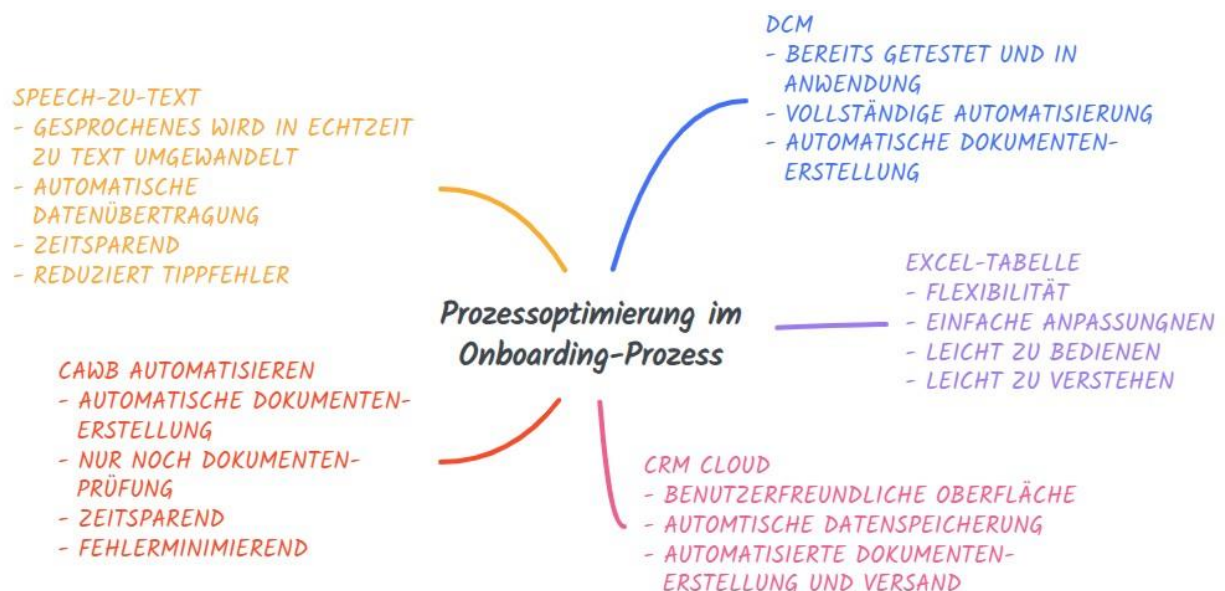 DCM
- BEREITS GETESTET UND IN
ANWENDUNG
- VOLLSTÄNDIGE AUTOMATISIERUNG
- AUTOMATISCHE DOKUMENTEN-
ERSTELLUNG
SPEECH-ZU-TEXT
- GESPROCHENES WIRD IN ECHTZEIT
ZU TEXT UMGEWANDELT
- AUTOMATISCHE
DATENÜBERTRAGUNG
- ZEITSPAREND
- REDUZIERT TIPPFEHLER
EXCEL-TABELLE
- FLEXIBILITÄT
- EINFACHE ANPASSUNGNEN
- LEICHT ZU BEDIENEN
- LEICHT ZU VERSTEHEN
Prozessoptimierung im
Onboarding-Prozess
CAWB AUTOMATISIEREN
- AUTOMATISCHE DOKUMENTEN-
ERSTELLUNG
- NUR NOCH DOKUMENTEN-
PRÜFUNG
- ZEITSPAREND
- FEHLERMINIMIEREND
CRM CLOUD
- BENUTZERFREUNDLICHE OBERFLÄCHE
- AUTOMTISCHE DATENSPEICHERUNG
- AUTOMATISIERTE DOKUMENTEN-
ERSTELLUNG UND VERSAND